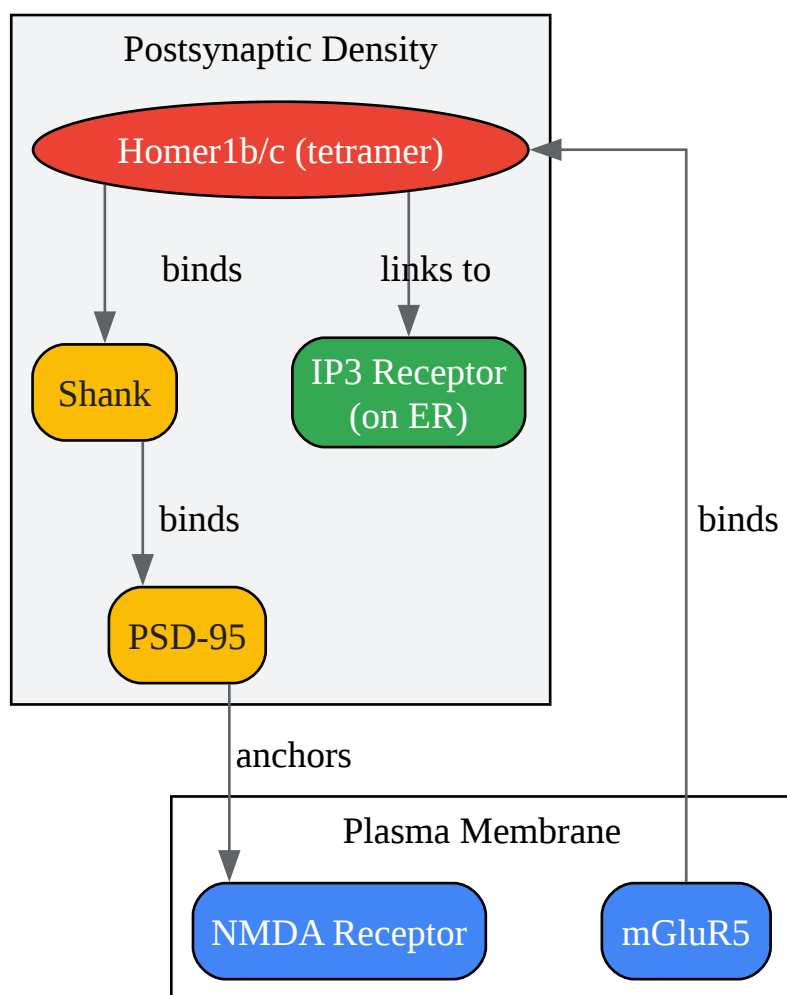 Postsynaptic Density
Homer1b/c (tetramer)
binds
links to
Shank
IP3 Receptor
(on ER)
binds
binds
PSD-95
anchors
Plasma Membrane
NMDA Receptor
mGluR5